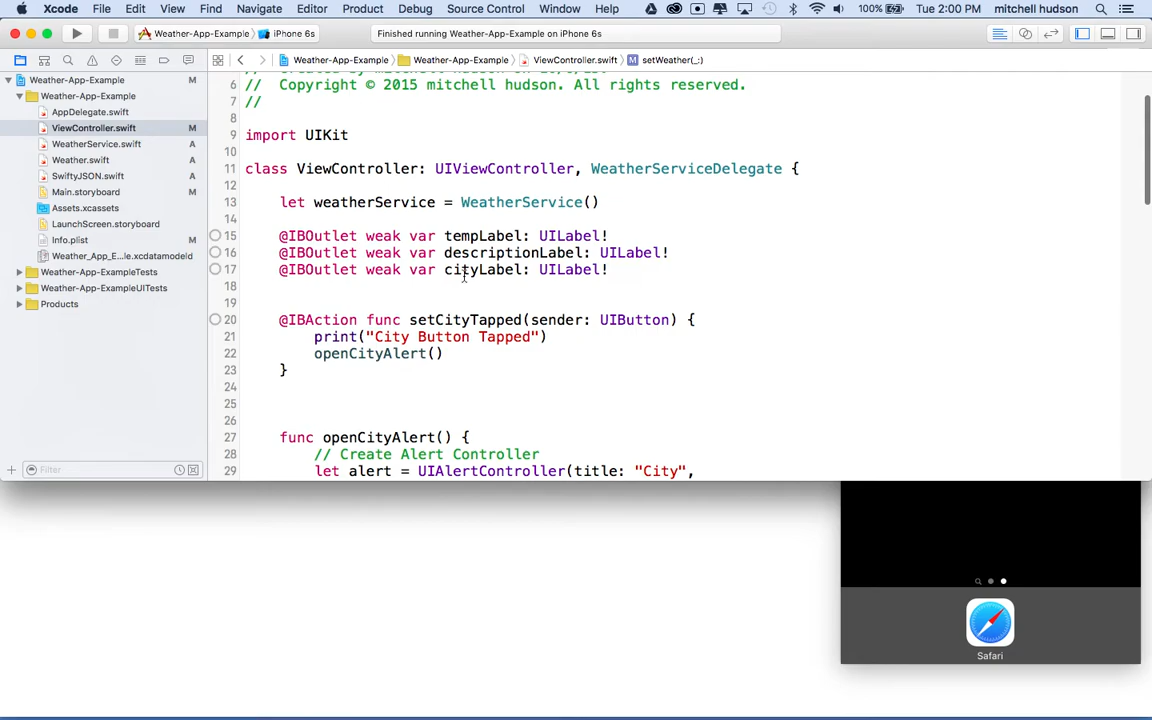 Xcode File Edit View Find Navigate Editor Product Debug Source Control Window Help 100% Tue 2:00 PM mitchell hudson
Weather-App-Example iPhone 6s Finished running Weather-App-Example on iPhone 6s
Weather-App-Example Weather-App-Example ViewController.swift M setWeather(_:)
Weather-App-Example M
Weather-App-Example
AppDelegate.swift
ViewController.swift M
WeatherService.swift A
Weather.swift A
SwiftyJSON.swift A
Main.storyboard M
Assets.xcassets
LaunchScreen.storyboard
Info.plist M
Weather_App_E...le.xcdatamodeld
Weather-App-ExampleTests
Weather-App-ExampleUITests
Products
Filter
6 // Copyright © 2015 mitchell hudson. All rights reserved.
7 //
8
9 import UIKit
10
11 class ViewController: UIViewController, WeatherServiceDelegate {
12
13 let weatherService = WeatherService()
14
15 @IBOutlet weak var tempLabel: UILabel!
16 @IBOutlet weak var descriptionLabel: UILabel!
17 @IBOutlet weak var cityLabel: UILabel!
18
19
20 @IBAction func setCityTapped(sender: UIButton) {
21 print("City Button Tapped")
22 openCityAlert()
23 }
24
25
26
27 func openCityAlert() {
28 // Create Alert Controller
29 let alert = UIAlertController(title: "City",
Safari